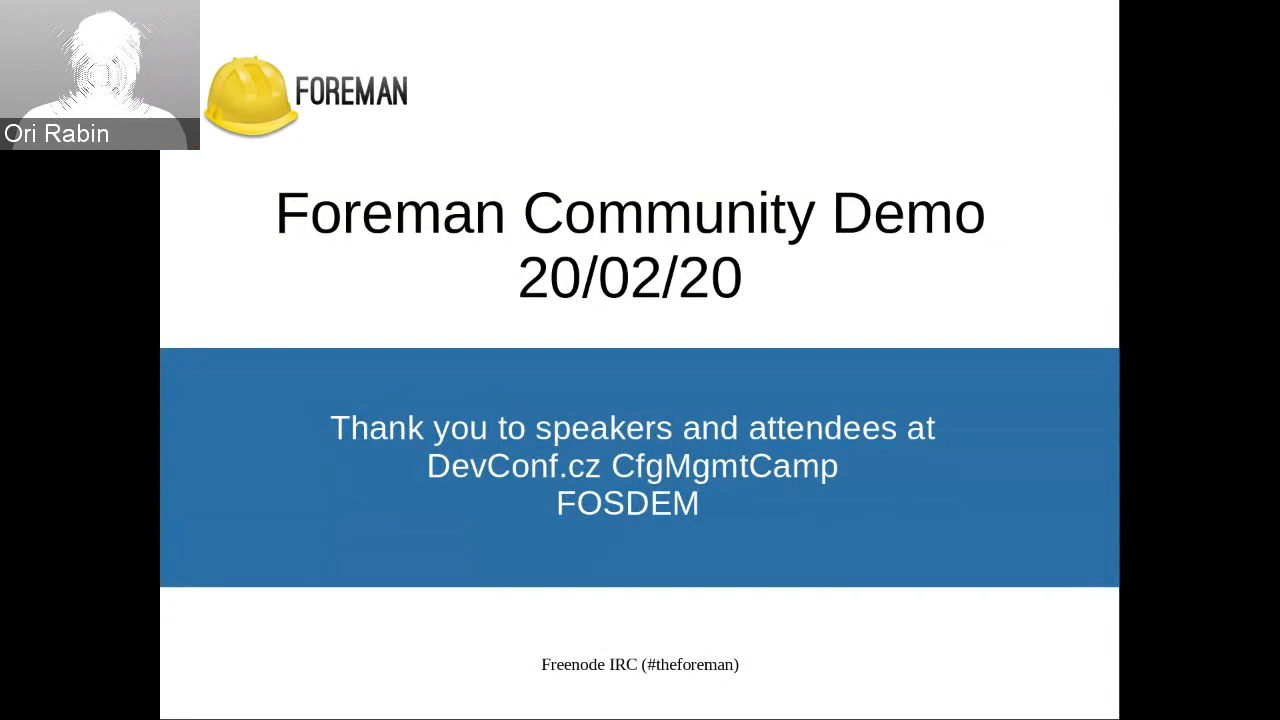 Ori Rabin
FOREMAN
Foreman Community Demo
20/02/20
Thank you to speakers and attendees at
DevConf.cz CfgMgmtCamp
FOSDEM
Freenode IRC (#theforeman)